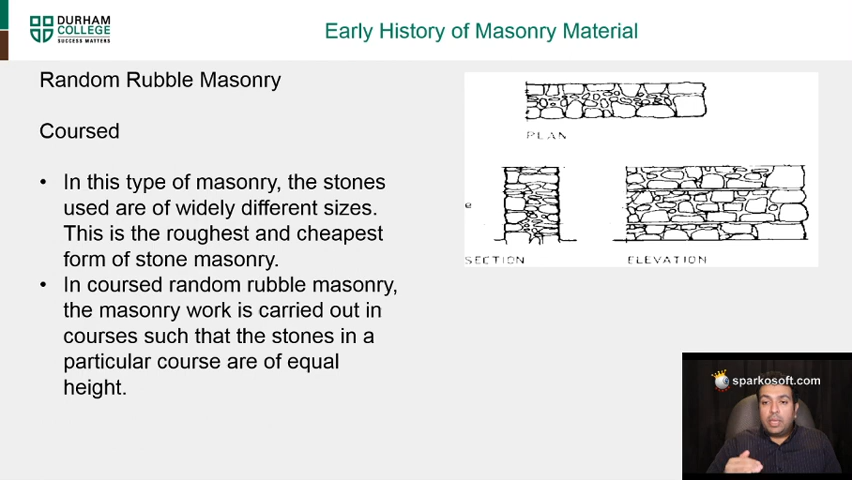 DURHAM
COLLEGE
SUCCESS MATTERS
Early History of Masonry Material
Random Rubble Masonry
Coursed
• In this type of masonry, the stones
used are of widely different sizes.
This is the roughest and cheapest
form of stone masonry.
• In coursed random rubble masonry,
the masonry work is carried out in
courses such that the stones in a
particular course are of equal
height.
PLAN
e
SECTION
ELEVATION
sparkosoft.com